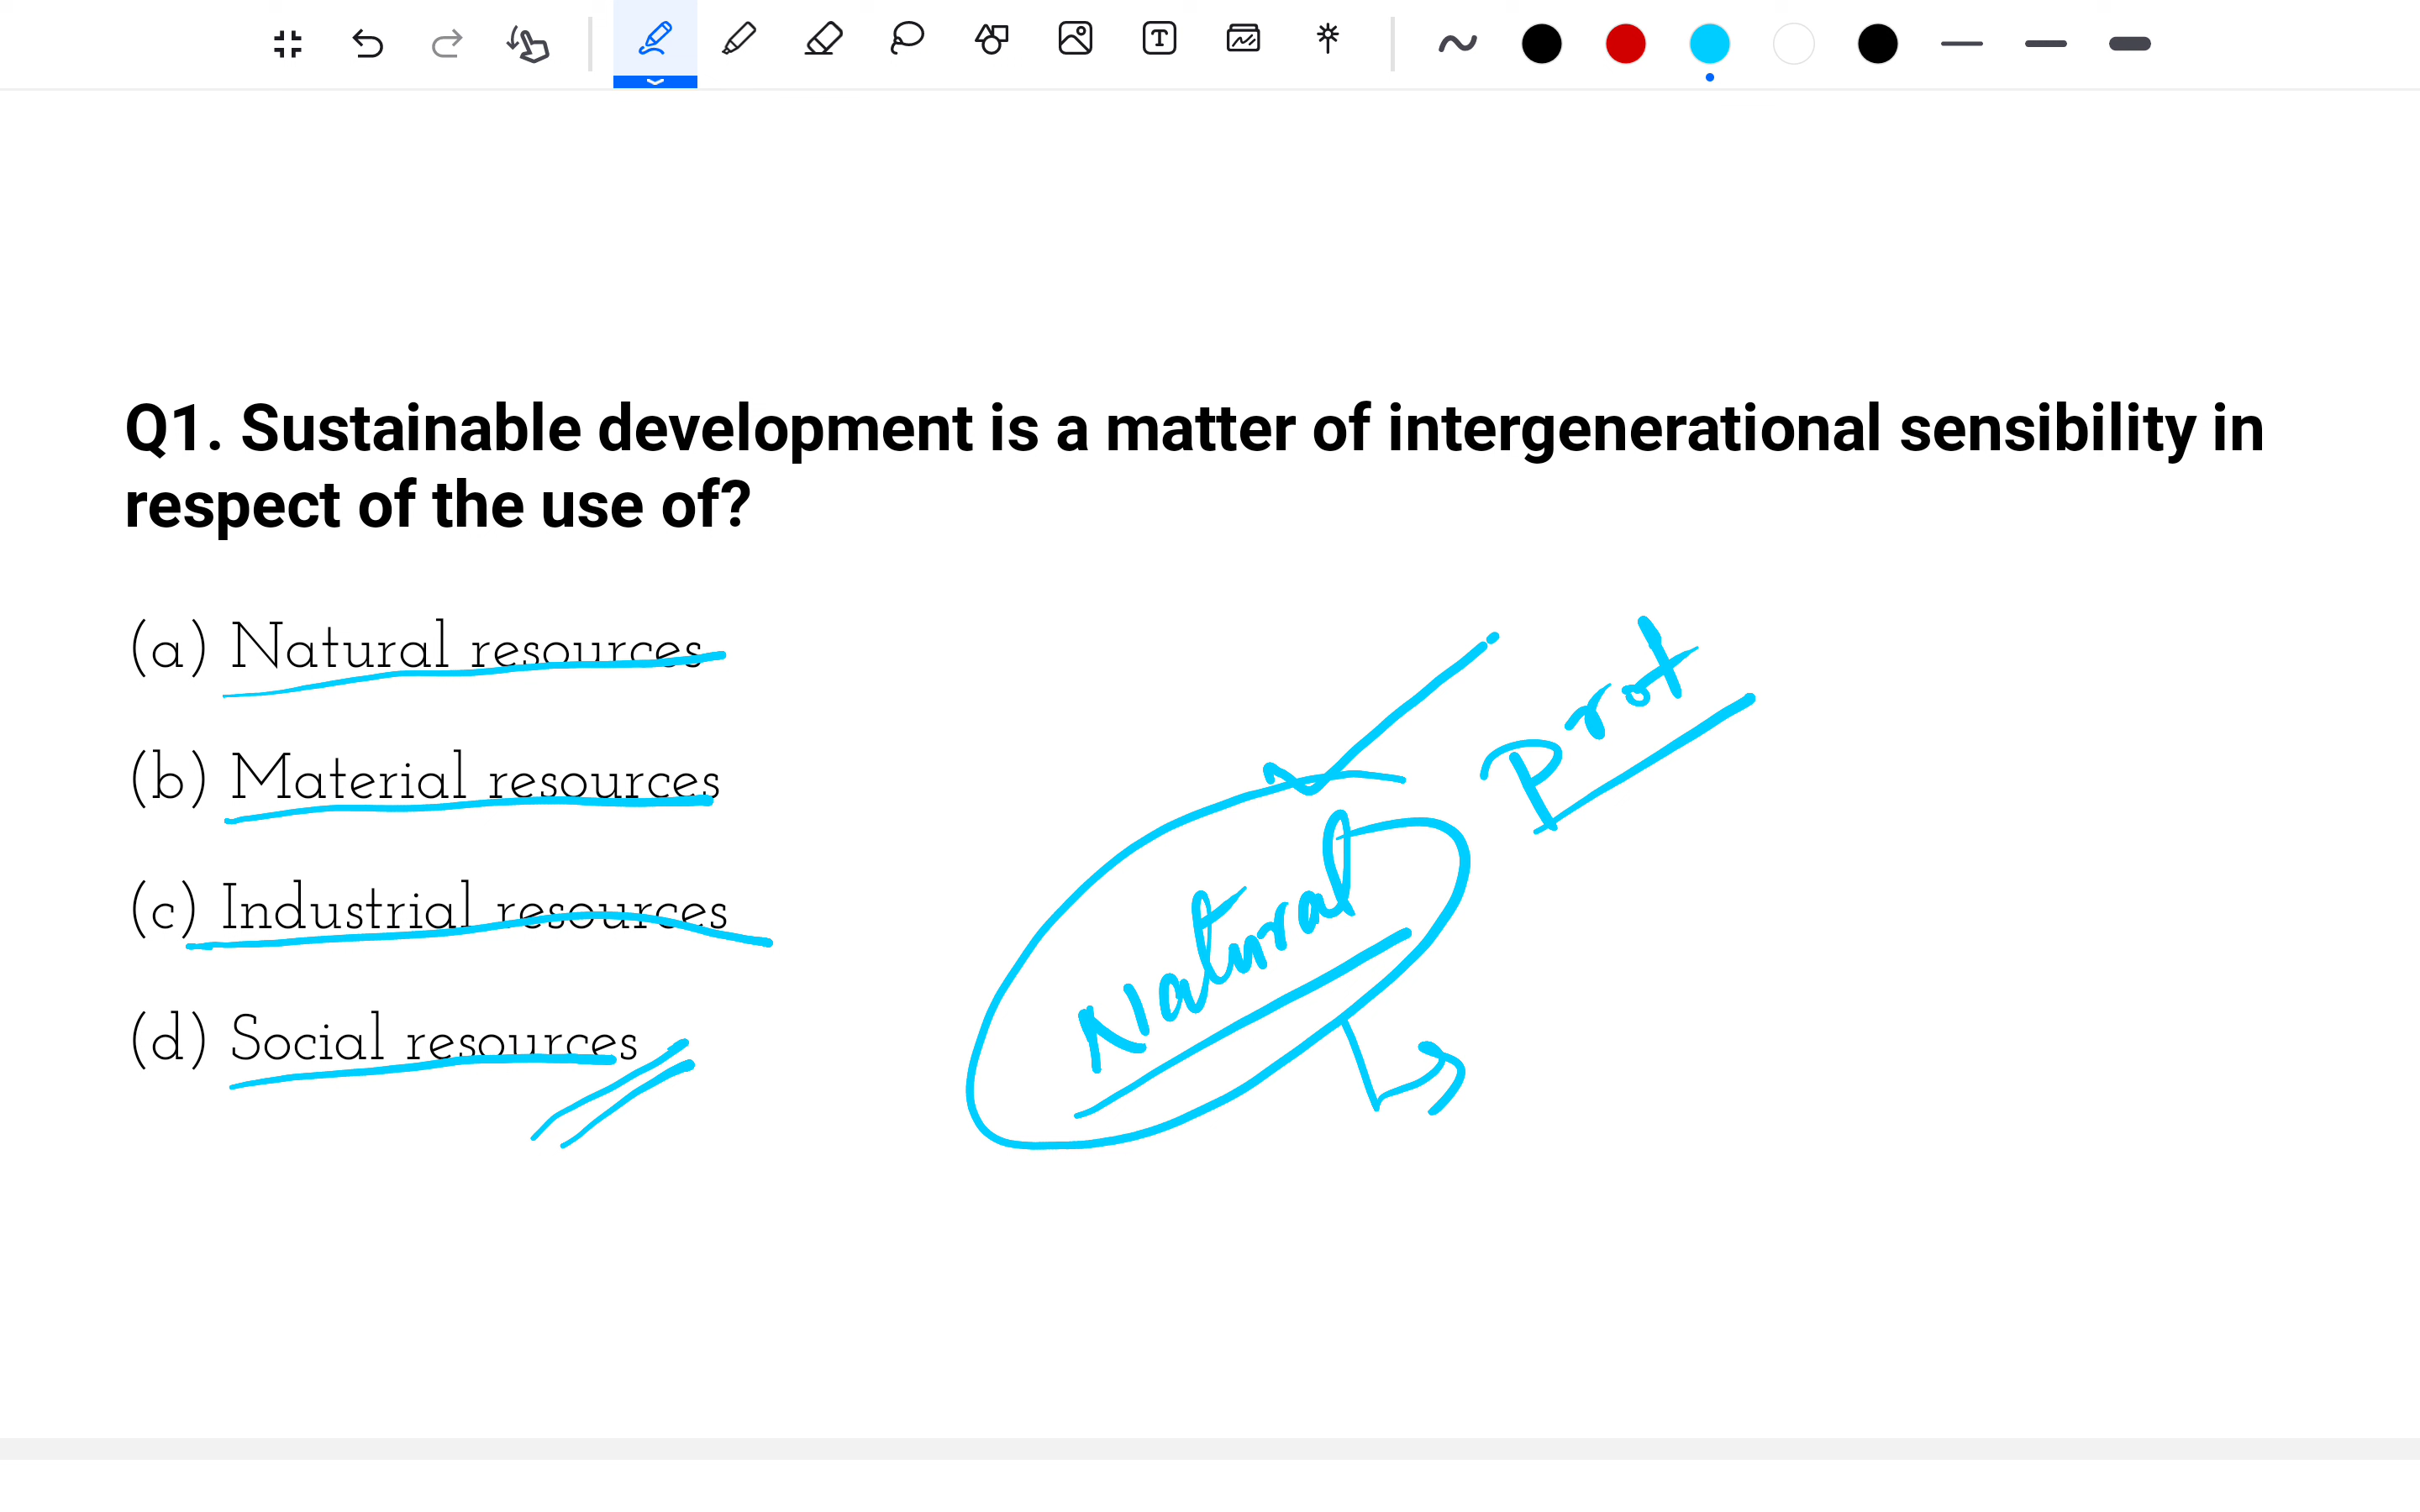 Q1. Sustainable development is a matter of intergenerational sensibility in
respect of the use of?
(a) Natural resources
(b) Material resources
(c) Industrial resources
(d) Social resources
Prot
Natural